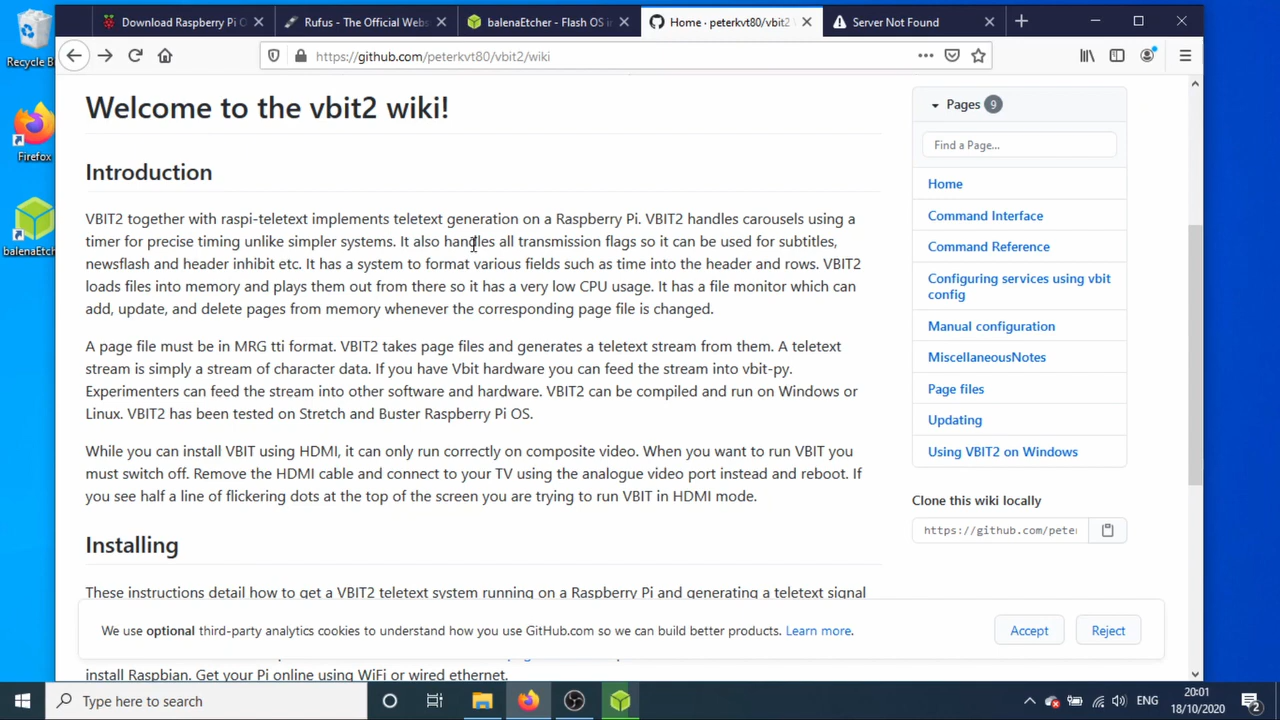 Download Raspberry Pi O
Rufus - The Official Websi
balenaEtcher - Flash OS im
Home · peterkvt80/vbit2 W
Server Not Found
https://github.com/peterkvt80/vbit2/wiki
Recycle B
Firefox
balenaEtch
Welcome to the vbit2 wiki!
Introduction
VBIT2 together with raspi-teletext implements teletext generation on a Raspberry Pi. VBIT2 handles carousels using a
timer for precise timing unlike simpler systems. It also handles all transmission flags so it can be used for subtitles,
newsflash and header inhibit etc. It has a system to format various fields such as time into the header and rows. VBIT2
loads files into memory and plays them out from there so it has a very low CPU usage. It has a file monitor which can
add, update, and delete pages from memory whenever the corresponding page file is changed.
A page file must be in MRG tti format. VBIT2 takes page files and generates a teletext stream from them. A teletext
stream is simply a stream of character data. If you have Vbit hardware you can feed the stream into vbit-py.
Experimenters can feed the stream into other software and hardware. VBIT2 can be compiled and run on Windows or
Linux. VBIT2 has been tested on Stretch and Buster Raspberry Pi OS.
While you can install VBIT using HDMI, it can only run correctly on composite video. When you want to run VBIT you
must switch off. Remove the HDMI cable and connect to your TV using the analogue video port instead and reboot. If
you see half a line of flickering dots at the top of the screen you are trying to run VBIT in HDMI mode.
Installing
These instructions detail how to get a VBIT2 teletext system running on a Raspberry Pi and generating a teletext signal
install Raspbian. Get your Pi online using WiFi or wired ethernet.
Pages 9
Find a Page...
Home
Command Interface
Command Reference
Configuring services using vbit
config
Manual configuration
MiscellaneousNotes
Page files
Updating
Using VBIT2 on Windows
Clone this wiki locally
https://github.com/pete
We use optional third-party analytics cookies to understand how you use GitHub.com so we can build better products. Learn more.
Accept
Reject
Type here to search
ENG
20:01
18/10/2020
2